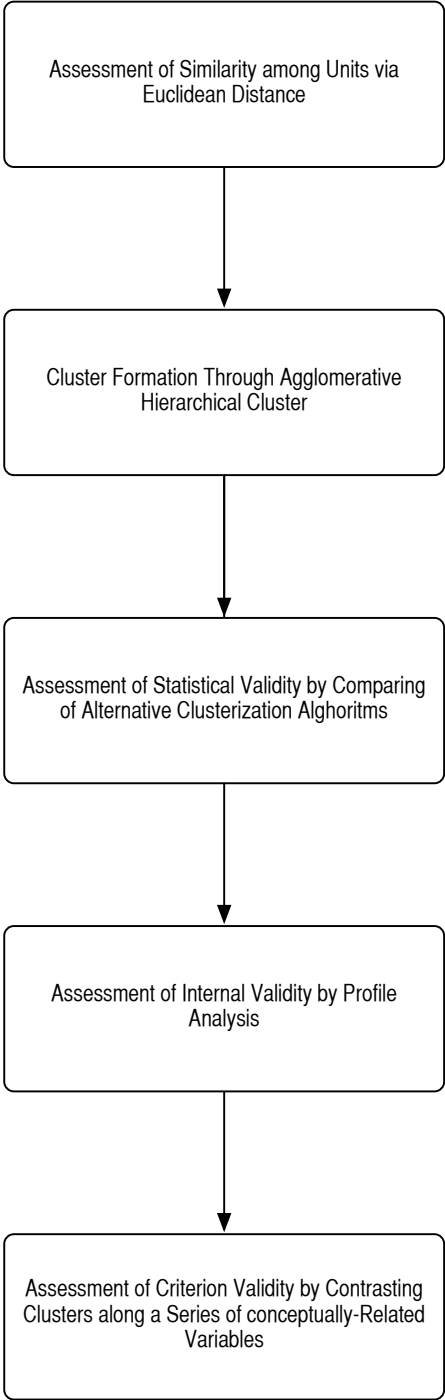 Assessment of Similarity among Units via
Euclidean Distance
Cluster Formation Through Agglomerative
Hierarchical Cluster
Assessment of Statistical Validity by Comparing
of Alternative Clusterization Alghoritms
Assessment of Internal Validity by Profile
Analysis
Assessment of Criterion Validity by Contrasting
Clusters along a Series of conceptually-Related
Variables